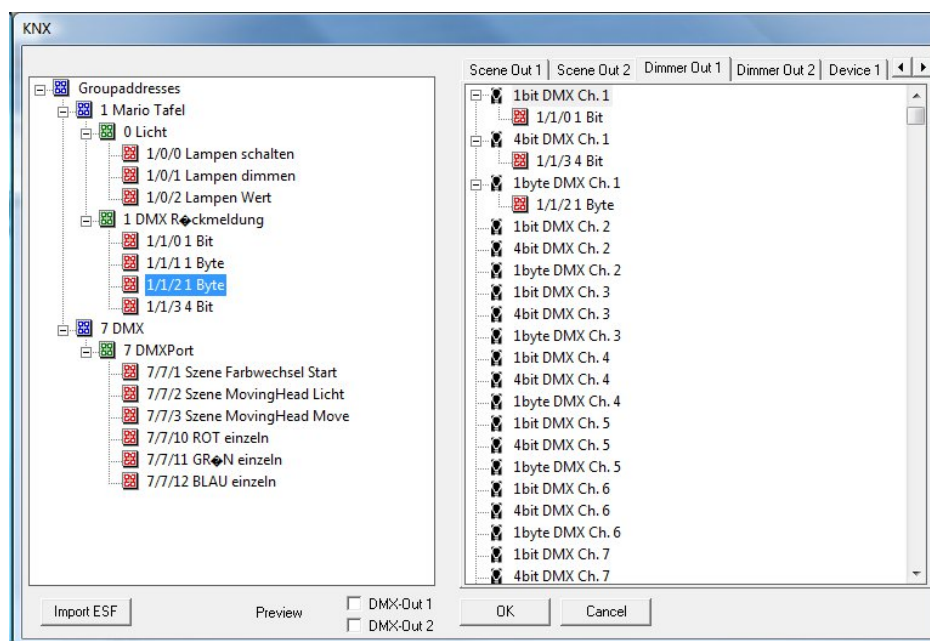 KNX
Groupaddresses
1 Mario Tafel
0 Licht
1/0/0 Lampen schalten
1/0/1 Lampen dimmen
1/0/2 Lampen Wert
1 DMX R�ckmeldung
1/1/0 1 Bit
1/1/1 1 Byte
1/1/2 1 Byte
1/1/3 4 Bit
7 DMX
7 DMXPort
7/7/1 Szene Farbwechsel Start
7/7/2 Szene MovingHead Licht
7/7/3 Szene MovingHead Move
7/7/10 ROT einzeln
7/7/11 GR�N einzeln
7/7/12 BLAU einzeln
Scene Out 1 Scene Out 2 Dimmer Out 1 Dimmer Out 2 Device 1
1bit DMX Ch. 1
1/1/0 1 Bit
4bit DMX Ch. 1
1/1/3 4 Bit
1byte DMX Ch. 1
1/1/2 1 Byte
1bit DMX Ch. 2
4bit DMX Ch. 2
1byte DMX Ch. 2
1bit DMX Ch. 3
4bit DMX Ch. 3
1byte DMX Ch. 3
1bit DMX Ch. 4
4bit DMX Ch. 4
1byte DMX Ch. 4
1bit DMX Ch. 5
4bit DMX Ch. 5
1byte DMX Ch. 5
1bit DMX Ch. 6
4bit DMX Ch. 6
1byte DMX Ch. 6
1bit DMX Ch. 7
4bit DMX Ch. 7
Import ESF
Preview
DMX-Out 1
DMX-Out 2
OK
Cancel